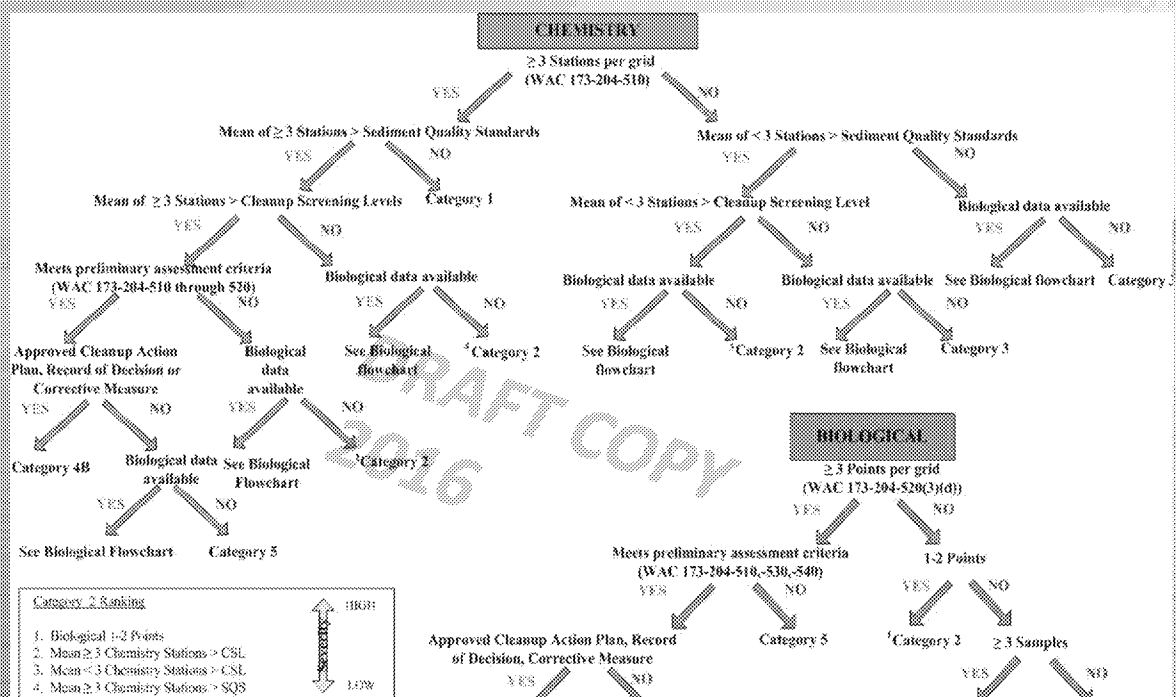 CHEMISTRY
≥ 3 Stations per grid
(WAC 173-204-510)
YES NO
Mean of ≥ 3 Stations > Sediment Quality Standards
Mean of < 3 Stations > Sediment Quality Standards
YES NO YES NO
Mean of ≥ 3 Stations > Cleanup Screening Levels
Category 1
Mean of < 3 Stations > Cleanup Screening Level
Biological data available
YES NO YES NO YES NO
Meets preliminary assessment criteria
(WAC 173-204-510 through 520)
Biological data available
Biological data available
Biological data available
See Biological flowchart
Category
YES NO YES NO YES NO YES NO
Approved Cleanup Action
Plan, Record of Decision or
Corrective Measure
Biological
data
available
See Biological
flowchart
Category 2
See Biological
flowchart
Category 2
See Biological
flowchart
Category 3
YES NO YES NO
Category 4B
Biological data
available
See Biological
Flowchart
3Category 2
YES NO
See Biological Flowchart
Category 5
DRAFT COPY
2016
BIOLOGICAL
≥ 3 Points per grid
(WAC 173-204-520(3)(d))
YES NO
Meets preliminary assessment criteria
(WAC 173-204-510,-530,-540)
1-2 Points
YES NO YES NO
Approved Cleanup Action Plan, Record
of Decision, Corrective Measure
Category 5
1Category 2
≥ 3 Samples
YES NO YES NO
Category 2 Ranking
1. Biological 1-2 Points
2. Mean ≥ 3 Chemistry Stations > CSL
3. Mean < 3 Chemistry Stations > CSL
4. Mean ≥ 3 Chemistry Stations > SQS
HIGH
Severity
LOW